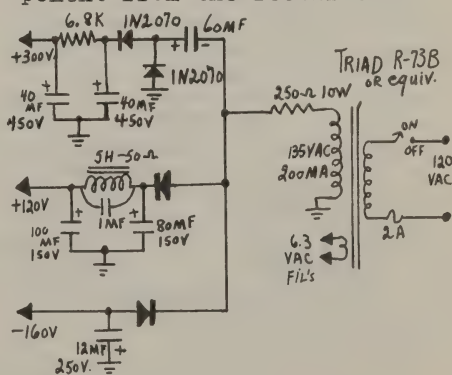 6.8K 1N2070 60MF
+300V
+ + + -
1N2070
40 MF 450V
40MF 450V
TRIAD R-73B
OR equiv.
250Ω 10W
135VAC
200MA
ON
OFF
120
VAC
2A
6.3
VAC
FIL's
5H-50Ω
+120V
1MF
+ +
100 MF 150V
80MF
150V
-160V
12MF +
250V.